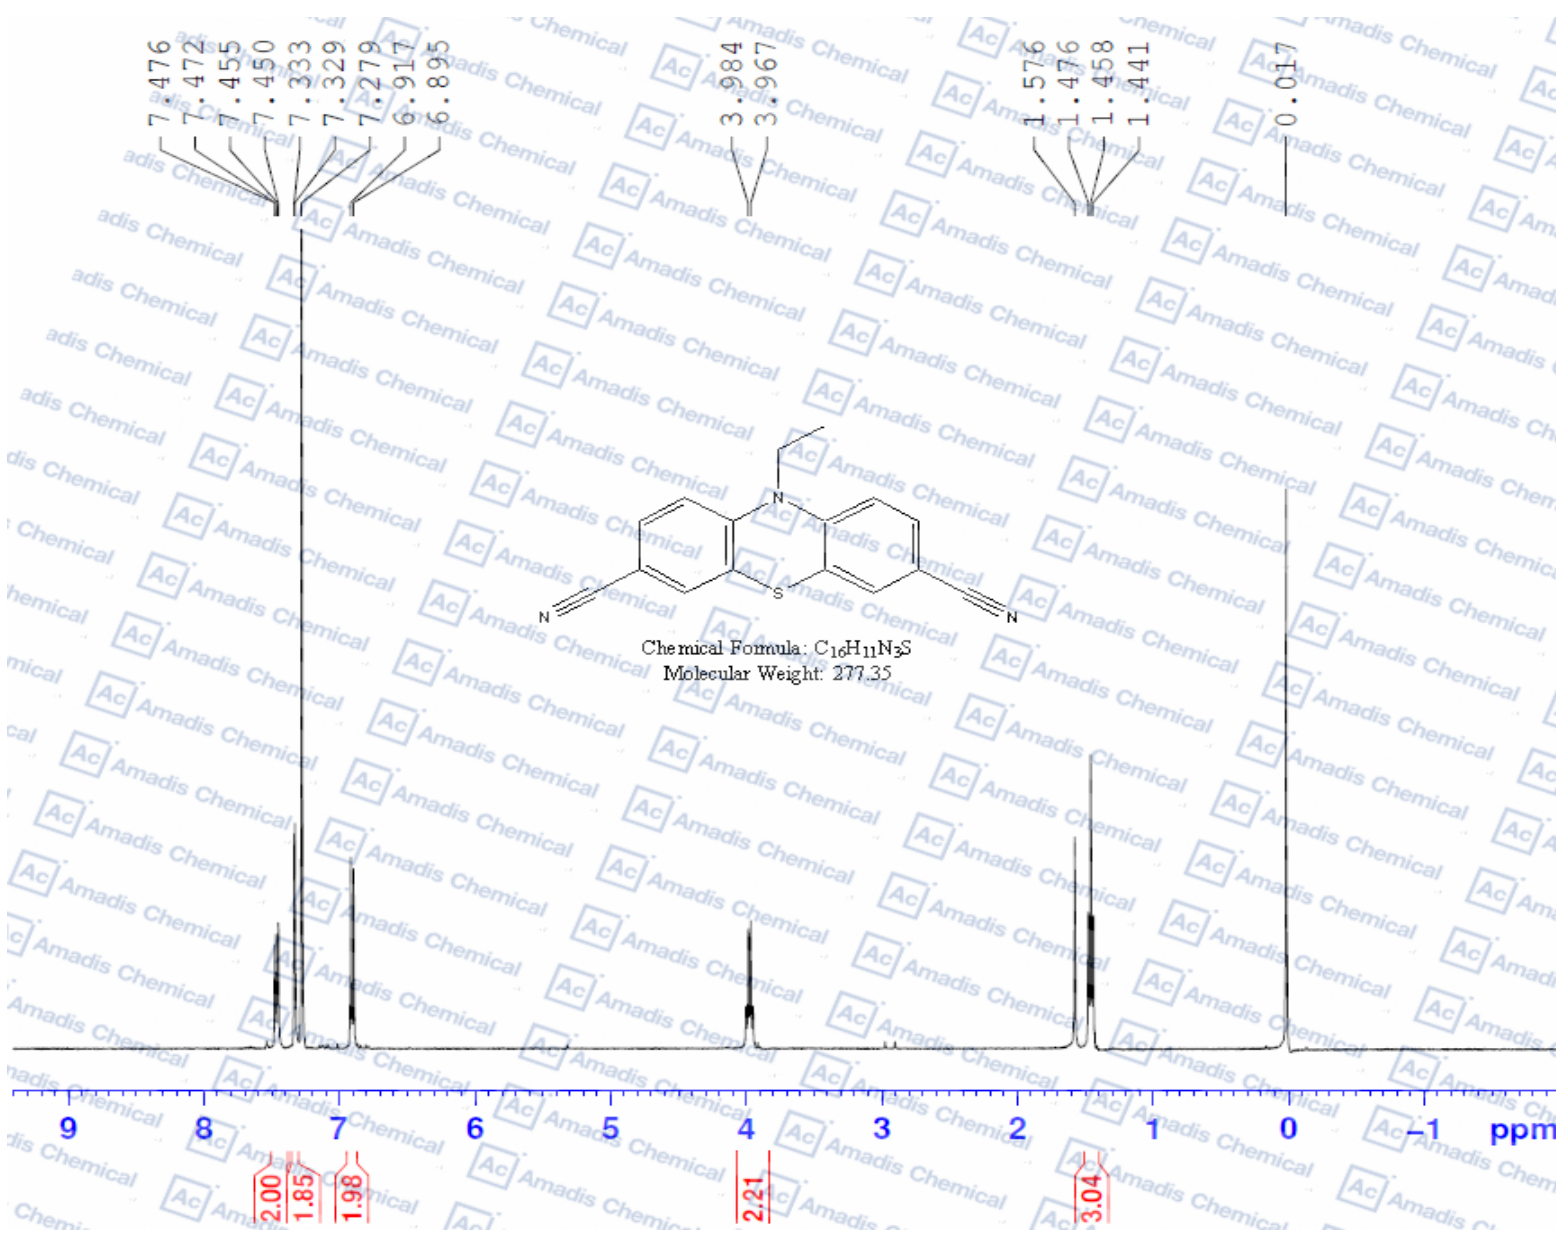 7.476
7.472
7.455
7.450
7.333
7.329
7.279
6.917
6.895
3.984
3.967
1.576
1.476
1.458
1.441
0.017
N
S
N
N
Chemical Formula: C₁₆H₁₁N₃S
Molecular Weight: 277.35
9 8 7 6 5 4 3 2 1 0 −1 ppm
2.00
1.85
1.98
2.21
3.04
Ac Amadis Chemical